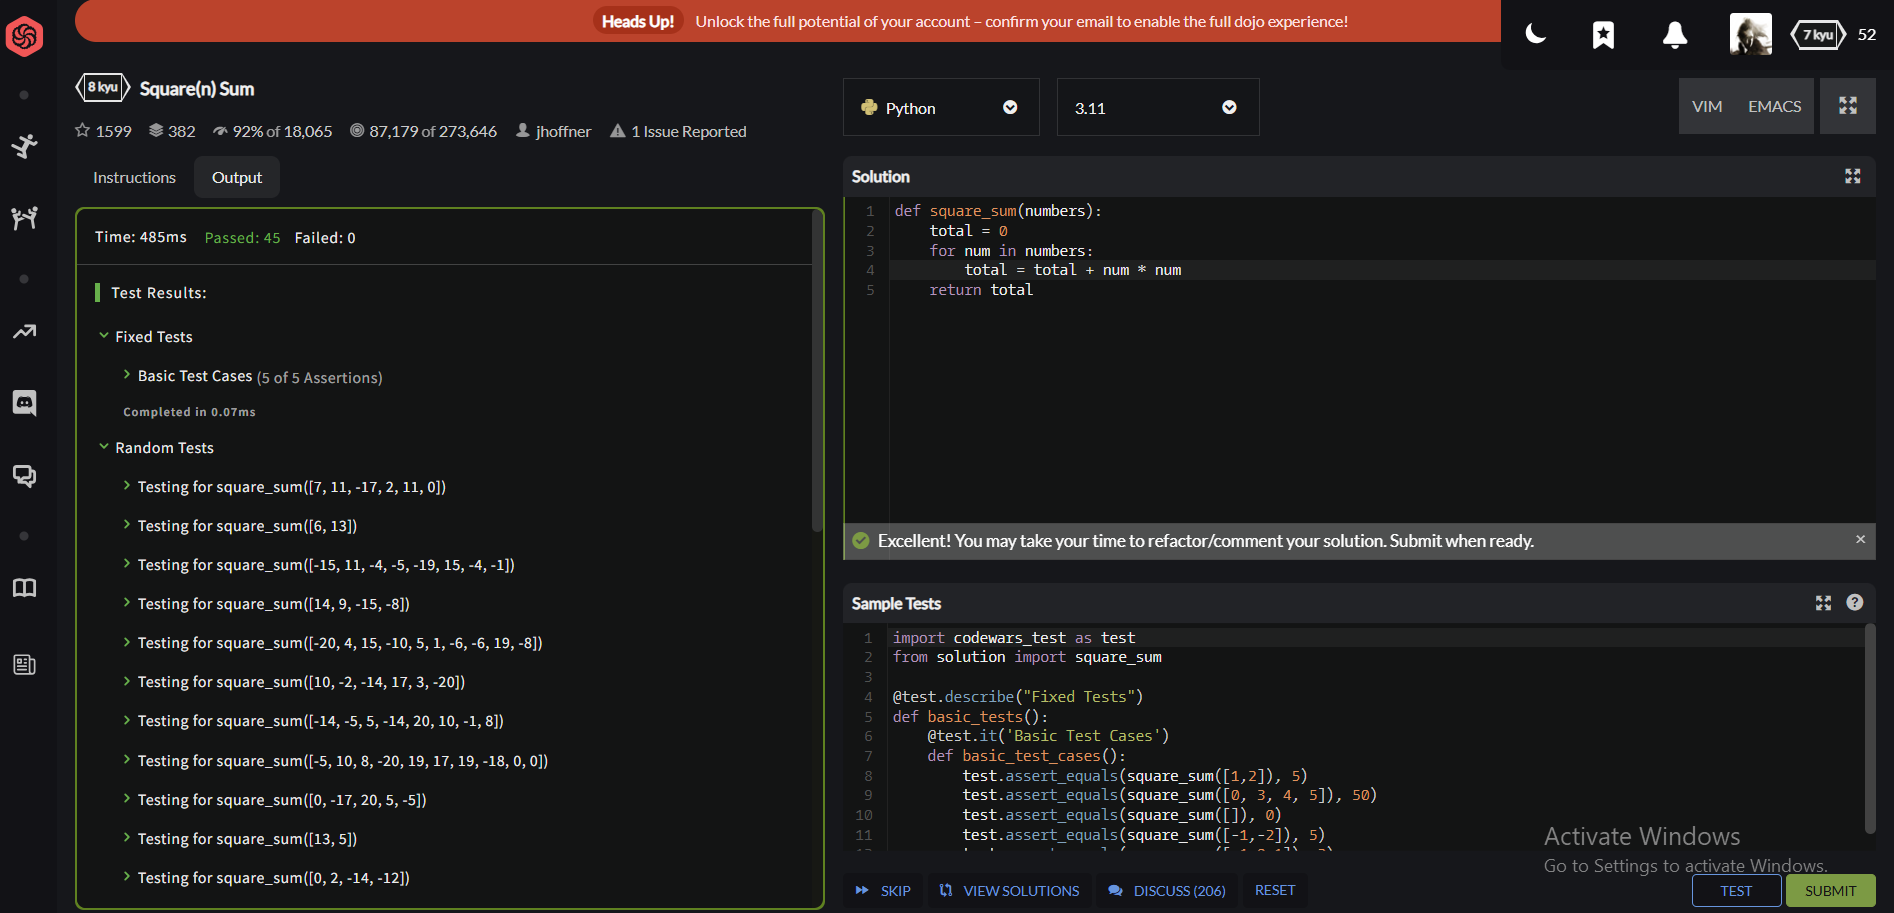 Heads Up! Unlock the full potential of your account – confirm your email to enable the full dojo experience!
7 kyu 52
8 kyu Square(n) Sum
1599 382 92% of 18,065 87,179 of 273,646 jhoffner 1 Issue Reported
Instructions Output
Time: 485ms Passed: 45 Failed: 0
Test Results:
Fixed Tests
Basic Test Cases (5 of 5 Assertions)
Completed in 0.07ms
Random Tests
Testing for square_sum([7, 11, -17, 2, 11, 0])
Testing for square_sum([6, 13])
Testing for square_sum([-15, 11, -4, -5, -19, 15, -4, -1])
Testing for square_sum([14, 9, -15, -8])
Testing for square_sum([-20, 4, 15, -10, 5, 1, -6, -6, 19, -8])
Testing for square_sum([10, -2, -14, 17, 3, -20])
Testing for square_sum([-14, -5, 5, -14, 20, 10, -1, 8])
Testing for square_sum([-5, 10, 8, -20, 19, 17, 19, -18, 0, 0])
Testing for square_sum([0, -17, 20, 5, -5])
Testing for square_sum([13, 5])
Testing for square_sum([0, 2, -14, -12])
Python 3.11 VIM EMACS
Solution
1 def square_sum(numbers):
2 total = 0
3 for num in numbers:
4 total = total + num * num
5 return total
Excellent! You may take your time to refactor/comment your solution. Submit when ready.
Sample Tests
1 import codewars_test as test
2 from solution import square_sum
3
4 @test.describe("Fixed Tests")
5 def basic_tests():
6 @test.it('Basic Test Cases')
7 def basic_test_cases():
8 test.assert_equals(square_sum([1,2]), 5)
9 test.assert_equals(square_sum([0, 3, 4, 5]), 50)
10 test.assert_equals(square_sum([]), 0)
11 test.assert_equals(square_sum([-1,-2]), 5)
Activate Windows
Go to Settings to activate Windows.
SKIP VIEW SOLUTIONS DISCUSS (206) RESET TEST SUBMIT